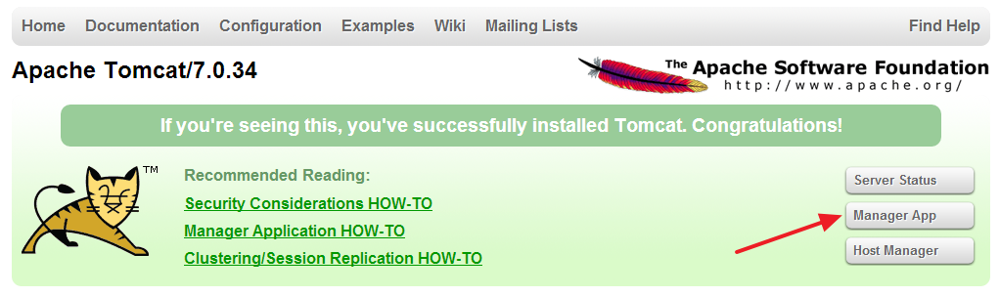 Home Documentation Configuration Examples Wiki Mailing Lists Find Help
Apache Tomcat/7.0.34
The Apache Software Foundation
http://www.apache.org/
If you're seeing this, you've successfully installed Tomcat. Congratulations!
TM
Recommended Reading:
Security Considerations HOW-TO
Manager Application HOW-TO
Clustering/Session Replication HOW-TO
Server Status
Manager App
Host Manager